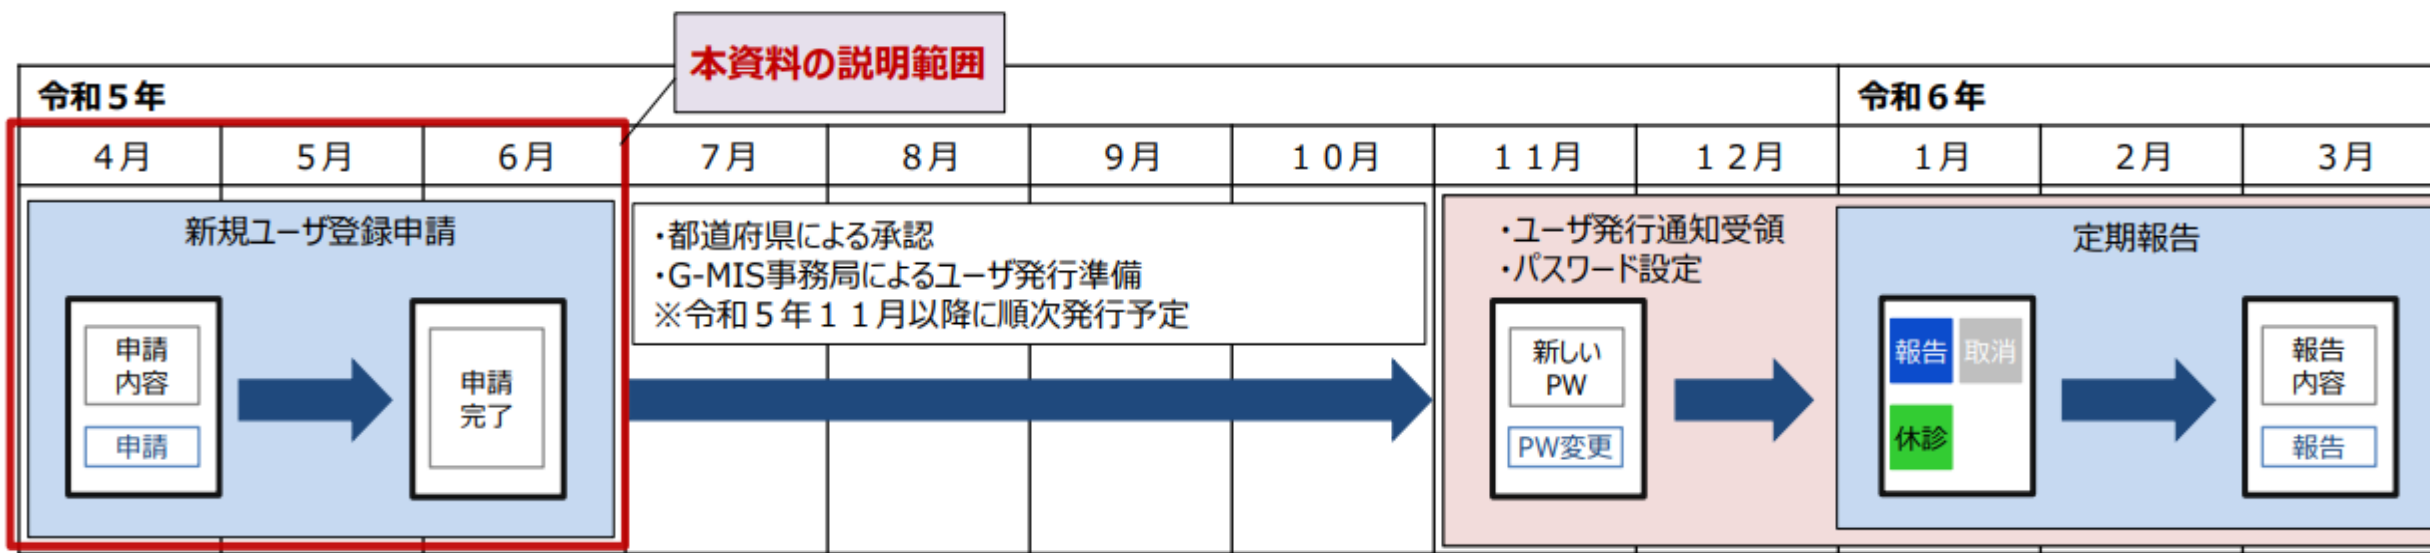 本資料の説明範囲
令和5年
令和6年
4月
5月
6月
7月
8月
9月
10月
11月
12月
1月
2月
3月
新規ユーザ登録申請
申請
内容
申請
申請
完了
・都道府県による承認
・G-MIS事務局によるユーザ発行準備
※令和5年11月以降に順次発行予定
・ユーザ発行通知受領
・パスワード設定
新しい
PW
PW変更
定期報告
報告
取消
休診
報告
内容
報告